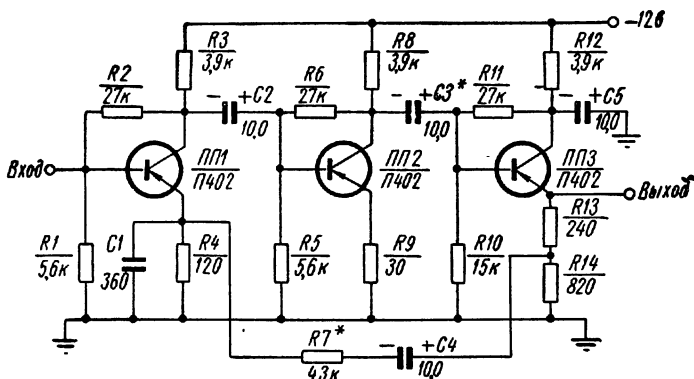 -12в
R3
3,9к
R8
3,9к
R12
3,9к
R2
27к
- + C2
10,0
R6
27к
- + C3*
10,0
R11
27к
- + C5
10,0
Вход
ПП1
П402
ПП2
П402
ПП3
П402
Выход
R1
5,6к
C1
360
R4
120
R5
5,6к
R9
30
R10
15к
R13
240
R14
820
R7*
43к
- + C4
10,0